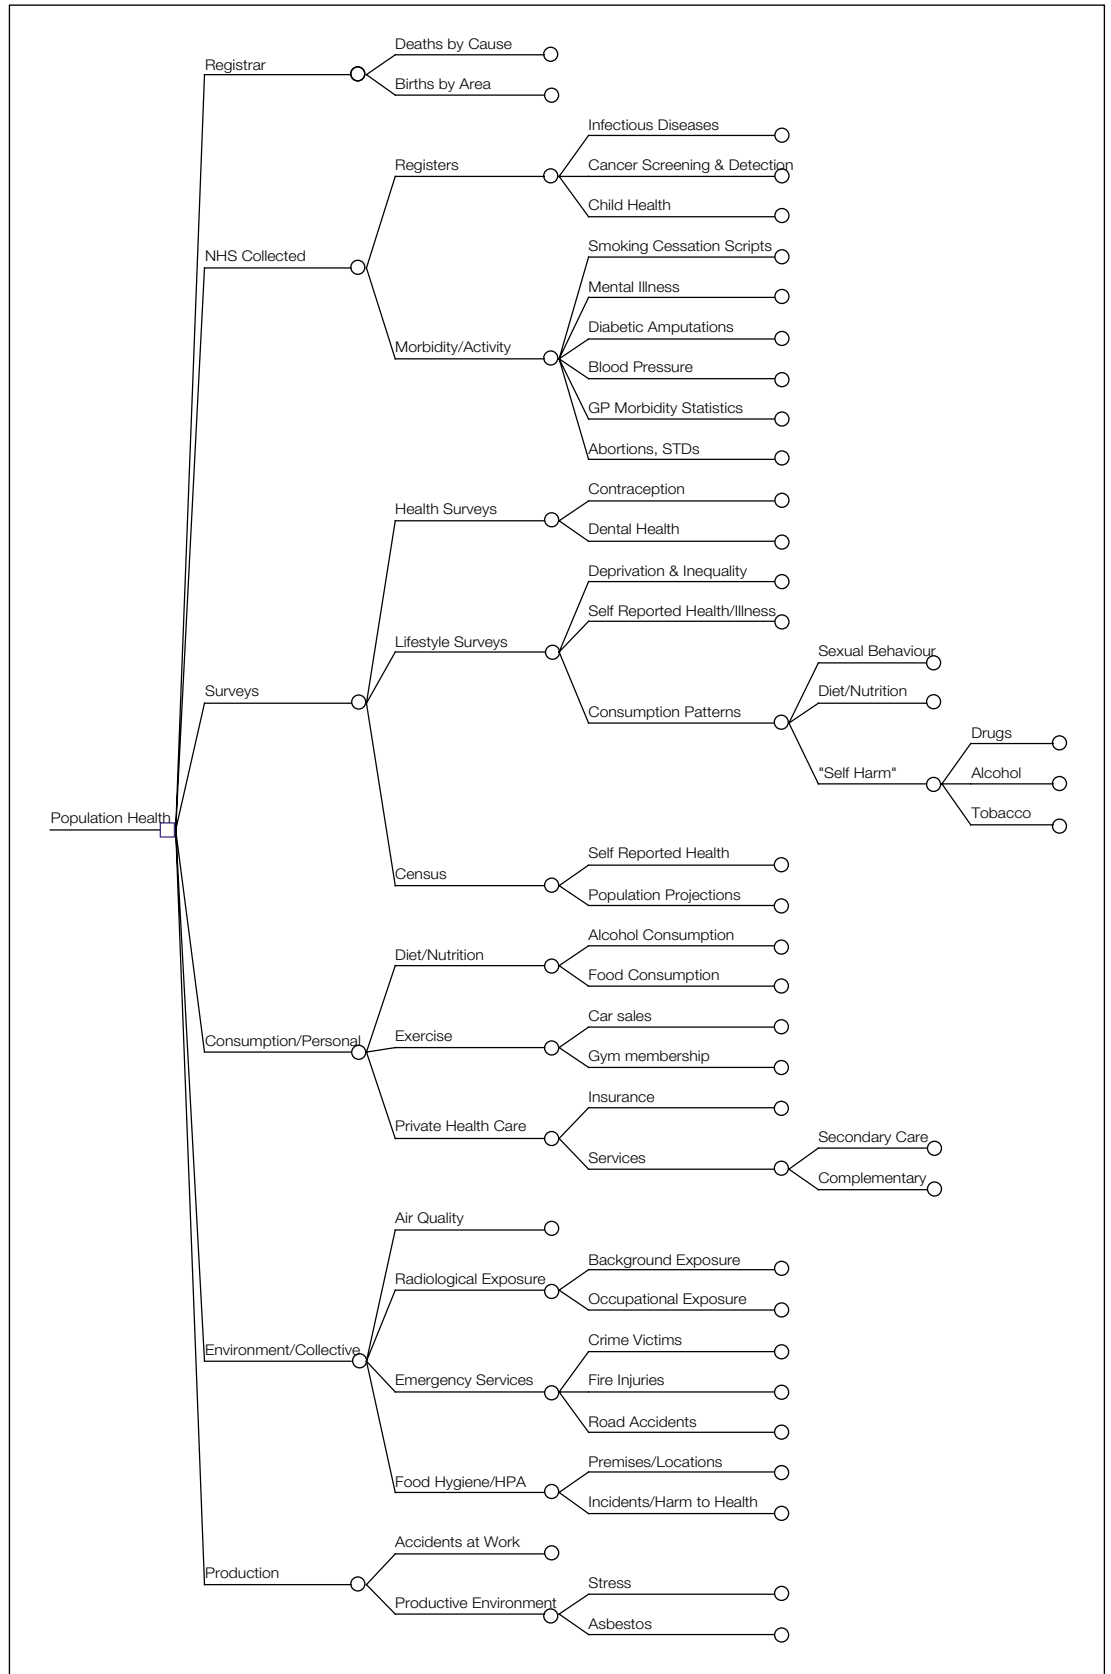 Deaths by Cause
Registrar
Births by Area
Infectious Diseases
Registers
Cancer Screening & Detection
Child Health
Smoking Cessation Scripts
NHS Collected
Mental Illness
Diabetic Amputations
Morbidity/Activity
Blood Pressure
GP Morbidity Statistics
Abortions, STDs
Contraception
Health Surveys
Dental Health
Deprivation & Inequality
Self Reported Health/Illness
Lifestyle Surveys
Sexual Behaviour
Surveys
Diet/Nutrition
Consumption Patterns
Drugs
"Self Harm"
Alcohol
Tobacco
Population Health
Self Reported Health
Census
Population Projections
Alcohol Consumption
Diet/Nutrition
Food Consumption
Car sales
Consumption/Personal
Exercise
Gym membership
Insurance
Private Health Care
Secondary Care
Services
Complementary
Air Quality
Background Exposure
Radiological Exposure
Occupational Exposure
Crime Victims
Environment/Collective
Emergency Services
Fire Injuries
Road Accidents
Premises/Locations
Food Hygiene/HPA
Incidents/Harm to Health
Accidents at Work
Production
Stress
Productive Environment
Asbestos